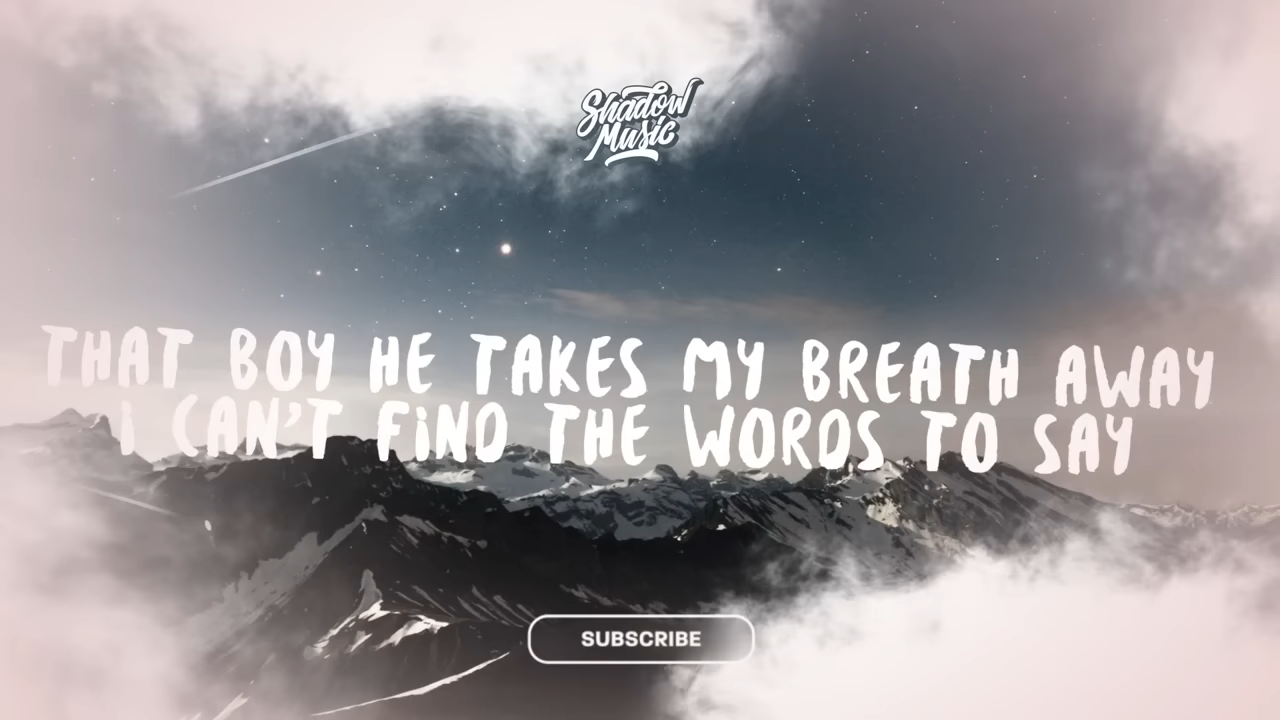 Shadow
Music
THAT BOY HE TAKES MY BREATH AWAY
I CAN'T FIND THE WORDS TO SAY
SUBSCRIBE